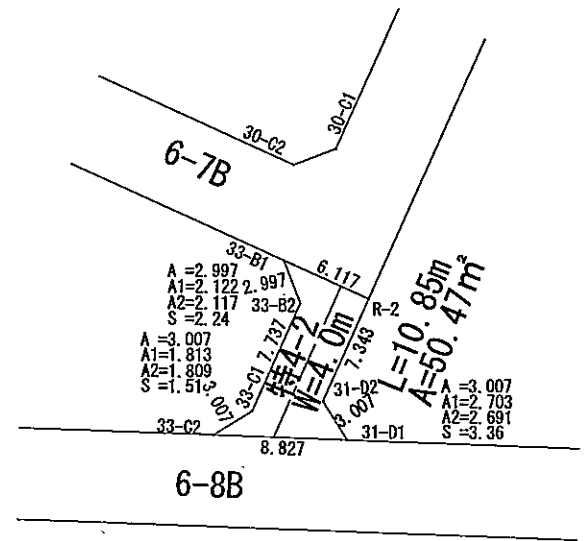 30-C1
30-C2
6-7B
33-B1
6.117
A =2.997
A1=2.122
A2=2.117
S =2.24
2.997
33-B2
R-2
L=10.85m
A=50.47㎡
A =3.007
A1=1.813
A2=1.809
S =1.51
7.737
特4-2
W=4.0m
7.343
3.007
33-C1
31-D2
3.007
A =3.007
A1=2.703
A2=2.691
S =3.36
33-C2
31-D1
8.827
6-8B